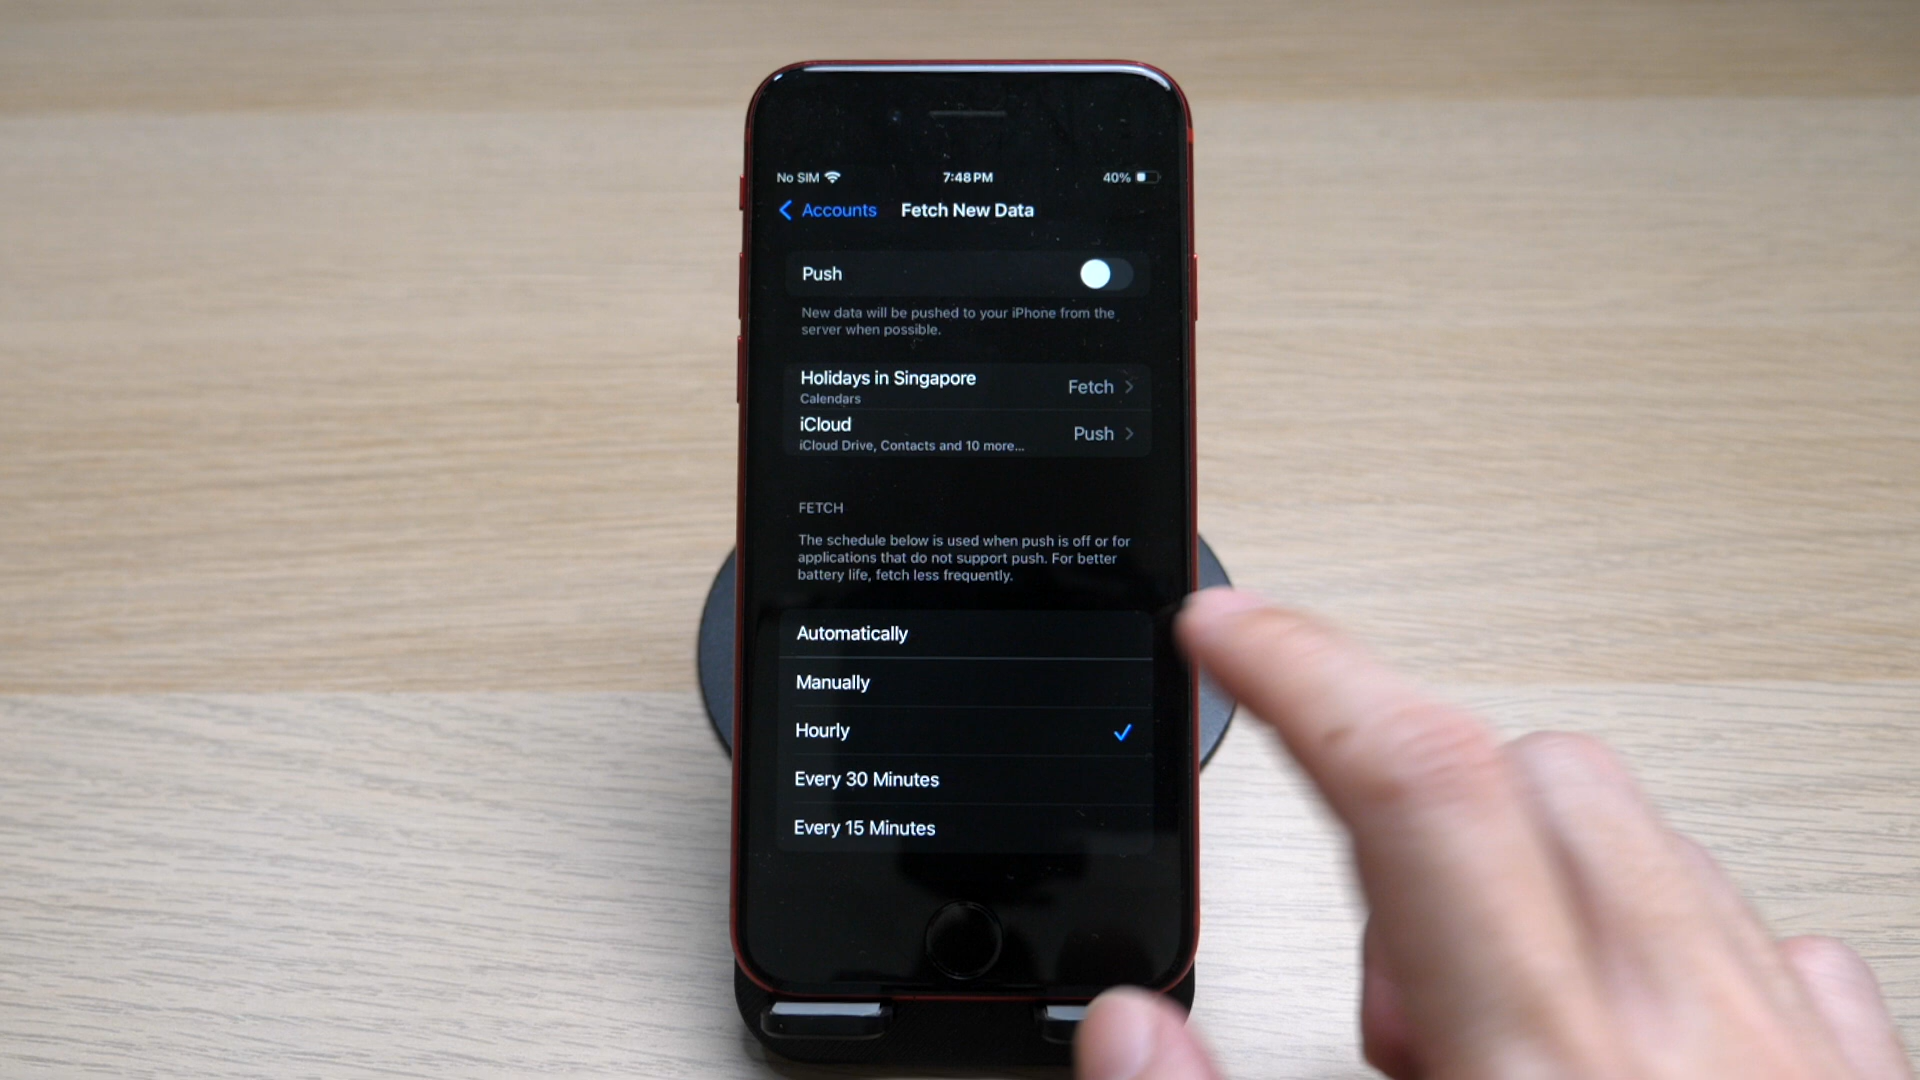 No SIM 7:48 PM 40%
Accounts Fetch New Data
Push
New data will be pushed to your iPhone from the
server when possible.
Holidays in Singapore
Calendars
Fetch
iCloud
iCloud Drive, Contacts and 10 more...
Push
FETCH
The schedule below is used when push is off or for
applications that do not support push. For better
battery life, fetch less frequently.
Automatically
Manually
Hourly
Every 30 Minutes
Every 15 Minutes